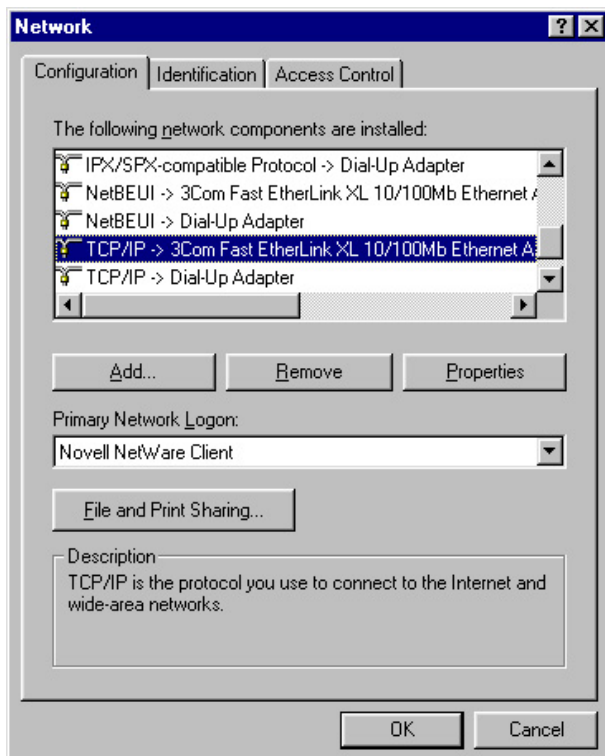 Network
Configuration Identification Access Control
The following network components are installed:
IPX/SPX-compatible Protocol -> Dial-Up Adapter
NetBEUI -> 3Com Fast EtherLink XL 10/100Mb Ethernet A
NetBEUI -> Dial-Up Adapter
TCP/IP -> 3Com Fast EtherLink XL 10/100Mb Ethernet A
TCP/IP -> Dial-Up Adapter
Add... Remove Properties
Primary Network Logon:
Novell NetWare Client
File and Print Sharing...
Description
TCP/IP is the protocol you use to connect to the Internet and
wide-area networks.
OK Cancel